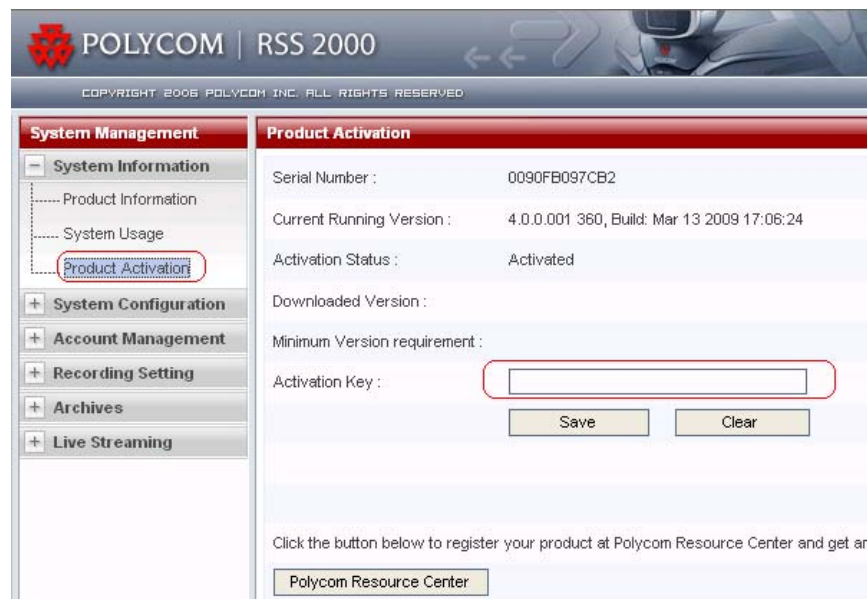 POLYCOM | RSS 2000
COPYRIGHT 2006 POLYCOM INC. ALL RIGHTS RESERVED
System Management
System Information
Product Information
System Usage
Product Activation
System Configuration
Account Management
Recording Setting
Archives
Live Streaming
Product Activation
Serial Number : 0090FB097CB2
Current Running Version : 4.0.0.001 360, Build: Mar 13 2009 17:06:24
Activation Status : Activated
Downloaded Version :
Minimum Version requirement :
Activation Key :
Save Clear
Click the button below to register your product at Polycom Resource Center and get
Polycom Resource Center